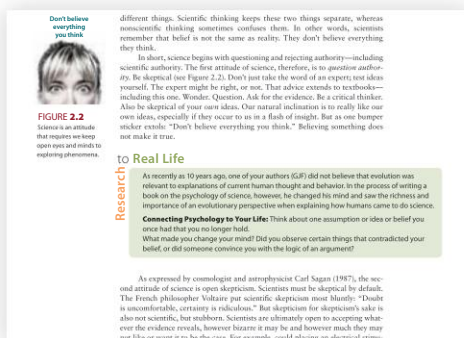 Don't believe
everything
you think
FIGURE 2.2
Science is an attitude
that requires we keep
open eyes and minds to
exploring phenomena.
different things. Scientific thinking keeps these two things separate, whereas
nonscientific thinking sometimes confuses them. In other words, scientists
remember that belief is not the same as reality. They don't believe everything
they think.
In short, science begins with questioning and rejecting authority—including
scientific authority. The first attitude of science, therefore, is to question author-
ity. Be skeptical (see Figure 2.2). Don't just take the word of an expert; test ideas
yourself. The expert might be right, or not. That advice extends to textbooks—
including this one. Wonder. Question. Ask for the evidence. Be a critical thinker.
Also be skeptical of your own ideas. Our natural inclination is to really like our
own ideas, especially if they occur to us in a flash of insight. But as one bumper
sticker extols: "Don't believe everything you think." Believing something does
not make it true.
Research
to Real Life
As recently as 10 years ago, one of your authors (GJF) did not believe that evolution was
relevant to explanations of current human thought and behavior. In the process of writing a
book on the psychology of science, however, he changed his mind and saw the richness and
importance of an evolutionary perspective when explaining how humans came to do science.
Connecting Psychology to Your Life: Think about one assumption or idea or belief you
once had that you no longer hold.
What made you change your mind? Did you observe certain things that contradicted your
belief, or did someone convince you with the logic of an argument?
As expressed by cosmologist and astrophysicist Carl Sagan (1987), the sec-
ond attitude of science is open skepticism. Scientists must be skeptical by default.
The French philosopher Voltaire put scientific skepticism most bluntly: "Doubt
is uncomfortable, certainty is ridiculous." But skepticism for skepticism's sake is
also not scientific, but stubborn. Scientists are ultimately open to accepting what-
ever the evidence reveals, however bizarre it may be and however much they may
not like or want it to be the case. For example, could placing an electrical stimu-